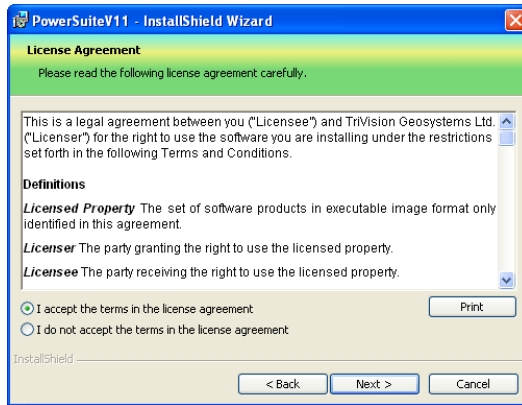 PowerSuiteV11 - InstallShield Wizard
License Agreement
Please read the following license agreement carefully.
This is a legal agreement between you ("Licensee") and TriVision Geosystems Ltd.
("Licenser") for the right to use the software you are installing under the restrictions
set forth in the following Terms and Conditions.
Definitions
Licensed Property The set of software products in executable image format only
identified in this agreement.
Licenser The party granting the right to use the licensed property.
Licensee The party receiving the right to use the licensed property.
I accept the terms in the license agreement
Print
I do not accept the terms in the license agreement
InstallShield
< Back
Next >
Cancel